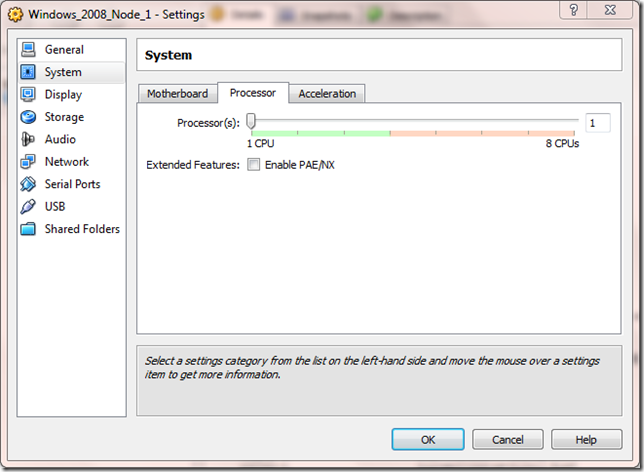 Windows_2008_Node_1 - Settings
General
System
Display
Storage
Audio
Network
Serial Ports
USB
Shared Folders
System
Motherboard Processor Acceleration
Processor(s): 1
1 CPU 8 CPUs
Extended Features: Enable PAE/NX
Select a settings category from the list on the left-hand side and move the mouse over a settings
item to get more information.
OK Cancel Help